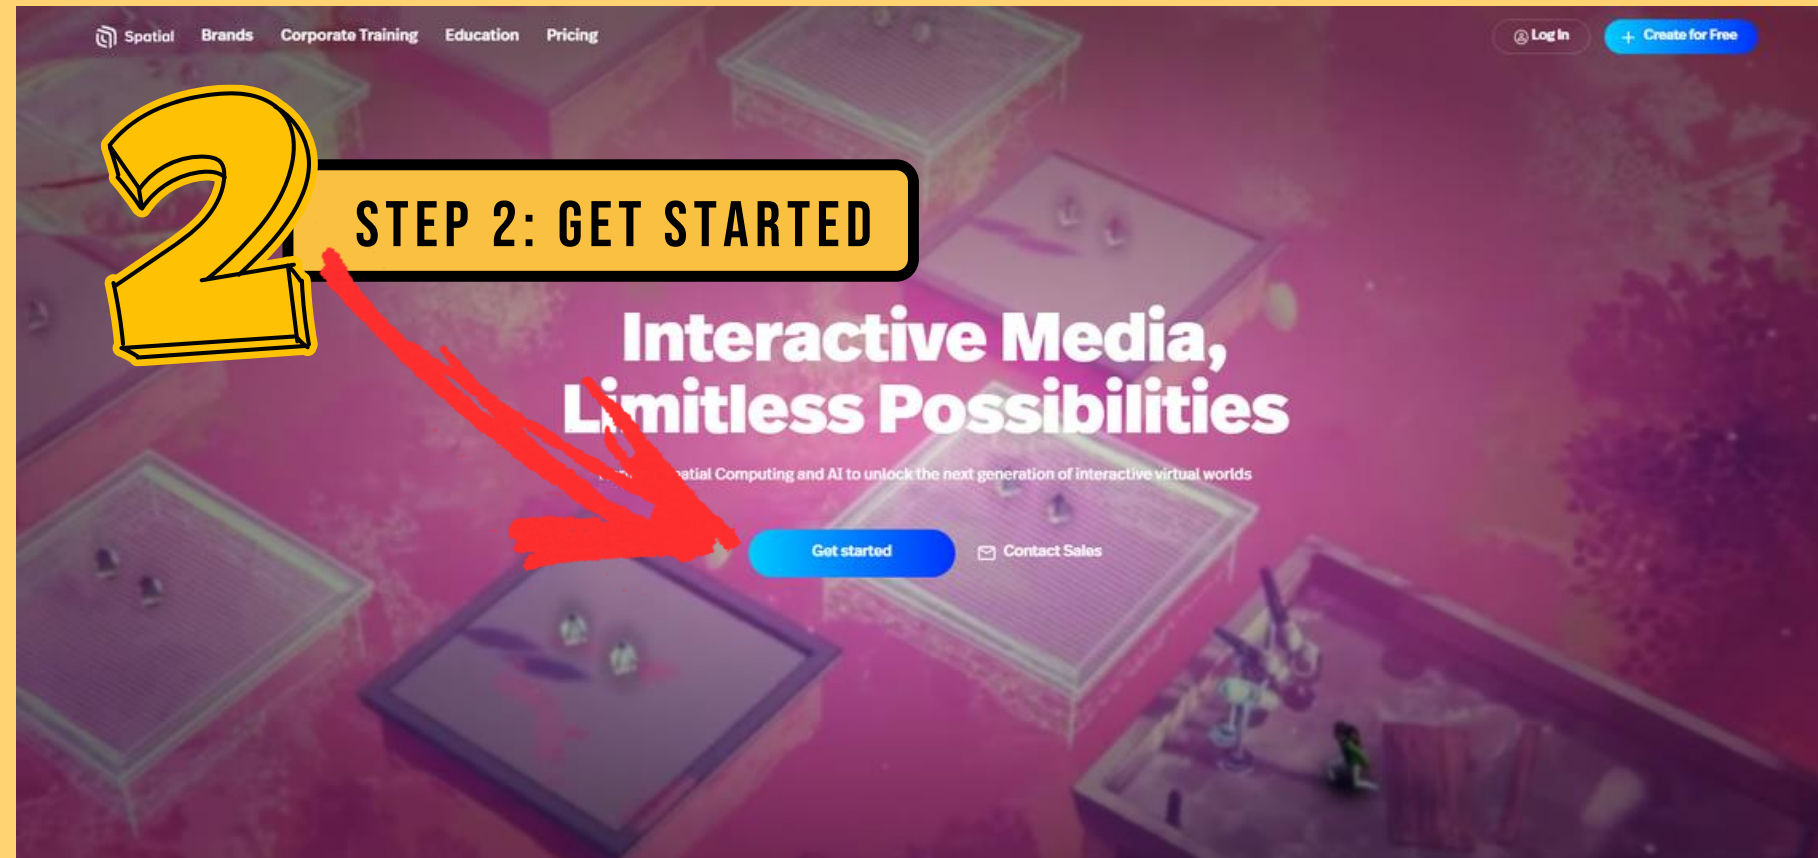 Spatial Brands Corporate Training Education Pricing Log In + Create for Free
2
STEP 2: GET STARTED
Interactive Media,
Limitless Possibilities
atial Computing and AI to unlock the next generation of interactive virtual worlds
Get started Contact Sales